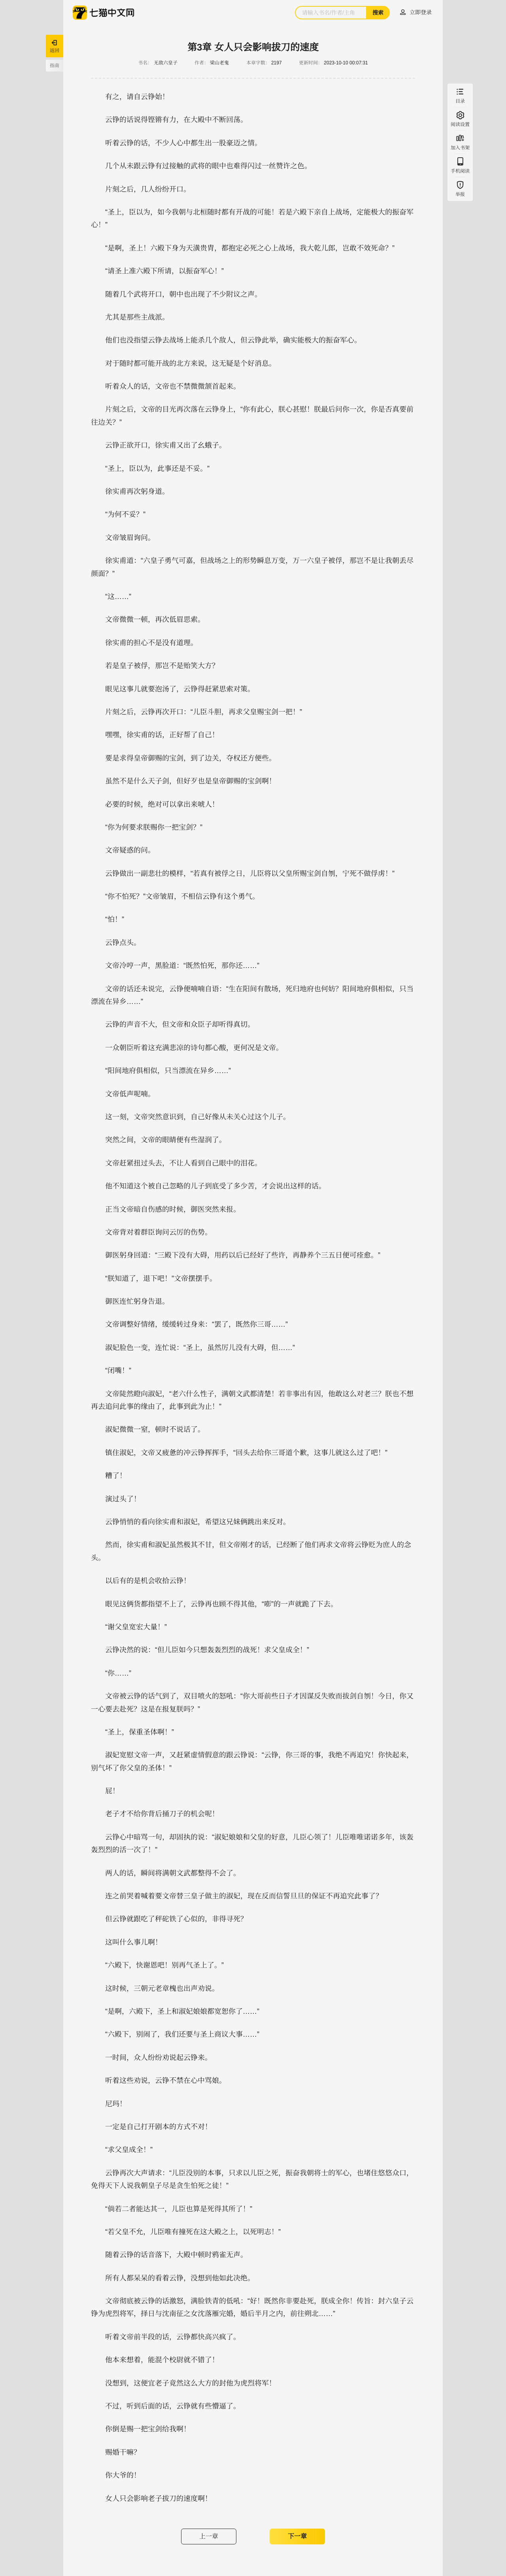 七猫中文网
请输入书名/作者/主角
搜索
立即登录
返回
指南
目录
阅读设置
加入书架
手机阅读
举报
第3章 女人只会影响拔刀的速度
书名： 无敌六皇子 作者： 梁山老鬼 本章字数： 2197 更新时间： 2023-10-10 00:07:31
有之，请自云铮始！
云铮的话说得铿锵有力，在大殿中不断回荡。
听着云铮的话，不少人心中都生出一股豪迈之情。
几个从未跟云铮有过接触的武将的眼中也难得闪过一丝赞许之色。
片刻之后，几人纷纷开口。
“圣上，臣以为，如今我朝与北桓随时都有开战的可能！若是六殿下亲自上战场，定能极大的振奋军
心！”
“是啊，圣上！六殿下身为天潢贵胄，都抱定必死之心上战场，我大乾儿郎，岂敢不效死命？”
“请圣上准六殿下所请，以振奋军心！”
随着几个武将开口，朝中也出现了不少附议之声。
尤其是那些主战派。
他们也没指望云铮去战场上能杀几个敌人，但云铮此举，确实能极大的振奋军心。
对于随时都可能开战的北方来说，这无疑是个好消息。
听着众人的话，文帝也不禁微微颔首起来。
片刻之后，文帝的目光再次落在云铮身上，“你有此心，朕心甚慰！朕最后问你一次，你是否真要前
往边关？”
云铮正欲开口，徐实甫又出了幺蛾子。
“圣上，臣以为，此事还是不妥。”
徐实甫再次躬身道。
“为何不妥？”
文帝皱眉询问。
徐实甫道：“六皇子勇气可嘉，但战场之上的形势瞬息万变，万一六皇子被俘，那岂不是让我朝丢尽
颜面？”
“这……”
文帝微微一顿，再次低眉思索。
徐实甫的担心不是没有道理。
若是皇子被俘，那岂不是贻笑大方？
眼见这事儿就要泡汤了，云铮得赶紧思索对策。
片刻之后，云铮再次开口：“儿臣斗胆，再求父皇赐宝剑一把！”
嘿嘿，徐实甫的话，正好帮了自己！
要是求得皇帝御赐的宝剑，到了边关，夺权还方便些。
虽然不是什么天子剑，但好歹也是皇帝御赐的宝剑啊！
必要的时候，绝对可以拿出来唬人！
“你为何要求朕赐你一把宝剑？”
文帝疑惑的问。
云铮做出一副悲壮的模样，“若真有被俘之日，儿臣将以父皇所赐宝剑自刎，宁死不做俘虏！”
“你不怕死？”文帝皱眉，不相信云铮有这个勇气。
“怕！”
云铮点头。
文帝冷哼一声，黑脸道：“既然怕死，那你还……”
文帝的话还未说完，云铮便喃喃自语：“生在阳间有散场，死归地府也何妨？阳间地府俱相似，只当
漂流在异乡……”
云铮的声音不大，但文帝和众臣子却听得真切。
一众朝臣听着这充满悲凉的诗句都心酸，更何况是文帝。
“阳间地府俱相似，只当漂流在异乡……”
文帝低声呢喃。
这一刻，文帝突然意识到，自己好像从未关心过这个儿子。
突然之间，文帝的眼睛便有些湿润了。
文帝赶紧扭过头去，不让人看到自己眼中的泪花。
他不知道这个被自己忽略的儿子到底受了多少苦，才会说出这样的话。
正当文帝暗自伤感的时候，御医突然来报。
文帝背对着群臣询问云厉的伤势。
御医躬身回道：“三殿下没有大碍，用药以后已经好了些许，再静养个三五日便可痊愈。”
“朕知道了，退下吧！”文帝摆摆手。
御医连忙躬身告退。
文帝调整好情绪，缓缓转过身来：“罢了，既然你三哥……”
淑妃脸色一变，连忙说：“圣上，虽然厉儿没有大碍，但……”
“闭嘴！”
文帝陡然瞪向淑妃，“老六什么性子，满朝文武都清楚！若非事出有因，他敢这么对老三？朕也不想
再去追问此事的缘由了，此事到此为止！”
淑妃微微一窒，顿时不说话了。
镇住淑妃，文帝又疲惫的冲云铮挥挥手，“回头去给你三哥道个歉，这事儿就这么过了吧！”
糟了！
演过头了！
云铮悄悄的看向徐实甫和淑妃，希望这兄妹俩跳出来反对。
然而，徐实甫和淑妃虽然极其不甘，但文帝刚才的话，已经断了他们再求文帝将云铮贬为庶人的念
头。
以后有的是机会收拾云铮！
眼见这俩货都指望不上了，云铮再也顾不得其他，“嘭”的一声就跪了下去。
“谢父皇宽宏大量！”
云铮决然的说：“但儿臣如今只想轰轰烈烈的战死！求父皇成全！”
“你……”
文帝被云铮的话气到了，双目喷火的怒吼：“你大哥前些日子才因谋反失败而拔剑自刎！今日，你又
一心要去赴死？这是在报复朕吗？”
“圣上，保重圣体啊！”
淑妃宽慰文帝一声，又赶紧虚情假意的跟云铮说：“云铮，你三哥的事，我绝不再追究！你快起来，
别气坏了你父皇的圣体！”
屁！
老子才不给你背后捅刀子的机会呢！
云铮心中暗骂一句，却固执的说：“淑妃娘娘和父皇的好意，儿臣心领了！儿臣唯唯诺诺多年，该轰
轰烈烈的活一次了！”
两人的话，瞬间将满朝文武都整得不会了。
连之前哭着喊着要文帝替三皇子做主的淑妃，现在反而信誓旦旦的保证不再追究此事了？
但云铮就跟吃了秤砣铁了心似的，非得寻死？
这叫什么事儿啊！
“六殿下，快谢恩吧！别再气圣上了。”
这时候，三朝元老章槐也出声劝说。
“是啊，六殿下，圣上和淑妃娘娘都宽恕你了……”
“六殿下，别闹了，我们还要与圣上商议大事……”
一时间，众人纷纷劝说起云铮来。
听着这些劝说，云铮不禁在心中骂娘。
尼玛！
一定是自己打开剧本的方式不对！
“求父皇成全！”
云铮再次大声请求：“儿臣没别的本事，只求以儿臣之死，振奋我朝将士的军心，也堵住悠悠众口，
免得天下人说我朝皇子尽是贪生怕死之徒！”
“倘若二者能达其一，儿臣也算是死得其所了！”
“若父皇不允，儿臣唯有撞死在这大殿之上，以死明志！”
随着云铮的话音落下，大殿中顿时鸦雀无声。
所有人都呆呆的看着云铮，没想到他如此决绝。
文帝彻底被云铮的话激怒，满脸铁青的低吼：“好！既然你非要赴死，朕成全你！传旨：封六皇子云
铮为虎烈将军，择日与沈南征之女沈落雁完婚，婚后半月之内，前往朔北……”
听着文帝前半段的话，云铮都快高兴疯了。
他本来想着，能混个校尉就不错了！
没想到，这便宜老子竟然这么大方的封他为虎烈将军！
不过，听到后面的话，云铮就有些懵逼了。
你倒是赐一把宝剑给我啊！
赐婚干嘛？
你大爷的！
女人只会影响老子拔刀的速度啊！
上一章
下一章